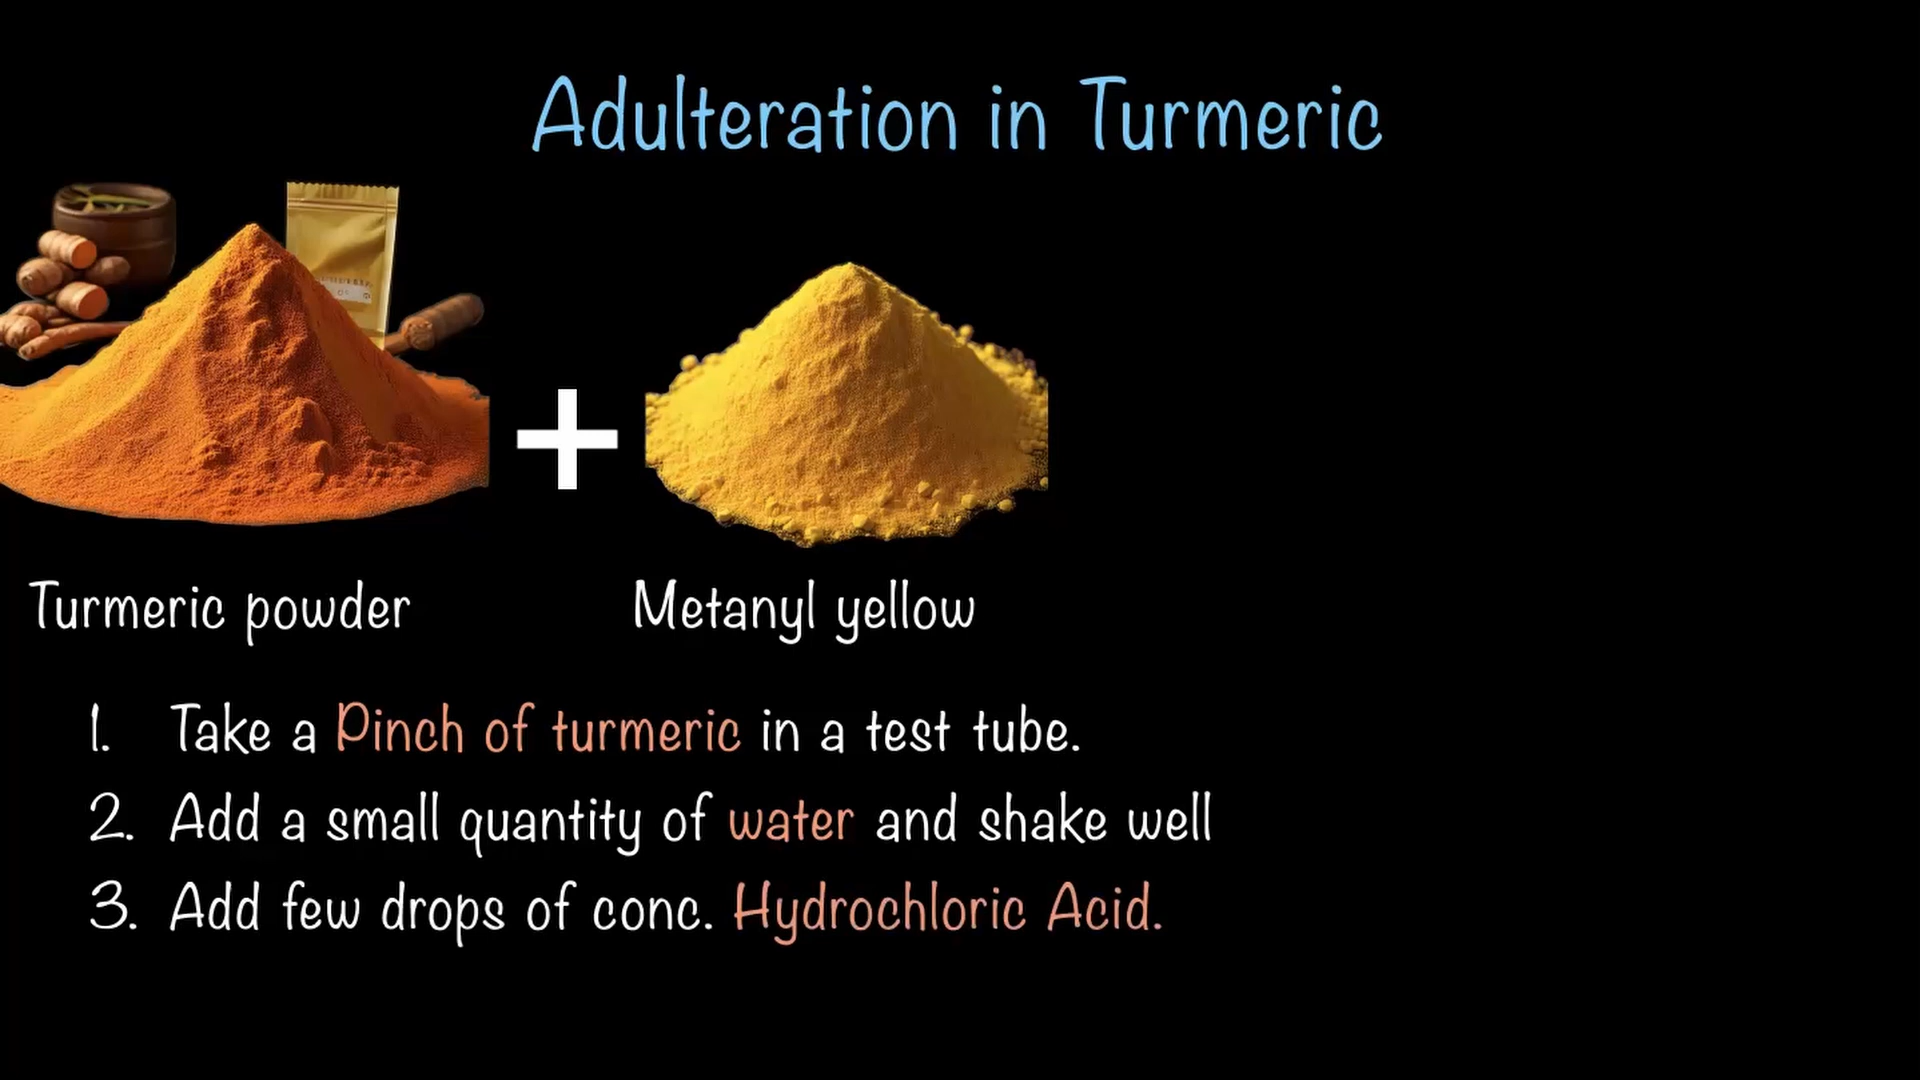 Adulteration in Turmeric
Turmeric powder
Metanyl yellow
1. Take a Pinch of turmeric in a test tube.
2. Add a small quantity of water and shake well
3. Add few drops of conc. Hydrochloric Acid.